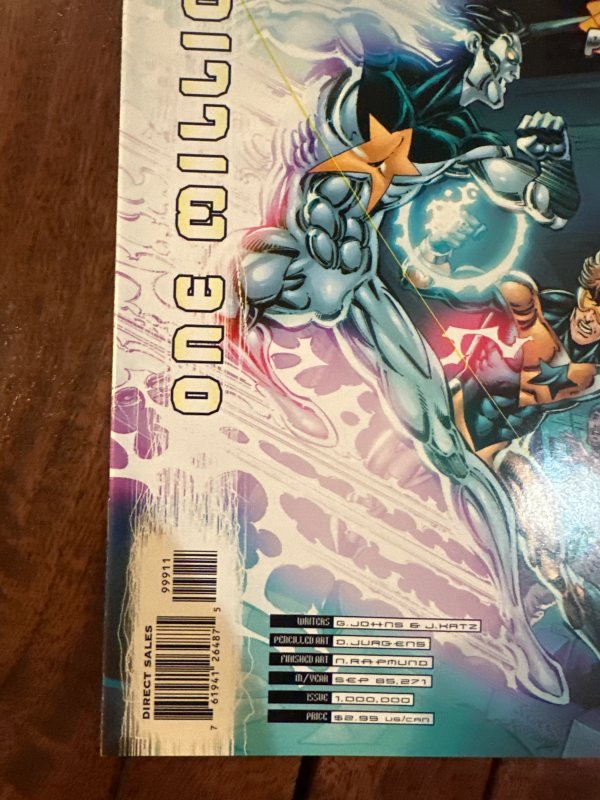 ONE MILLIO
WRITERS G.JOHNS & J.KATZ
PENCILLED ART D.JURGENS
FINISHED ART N.RAPMUND
M/YEAR SEP 85,271
ISSUE 1,000,000
PRICE $2.99 US/CAN
DIRECT SALES
99911
7 61941 26487 5